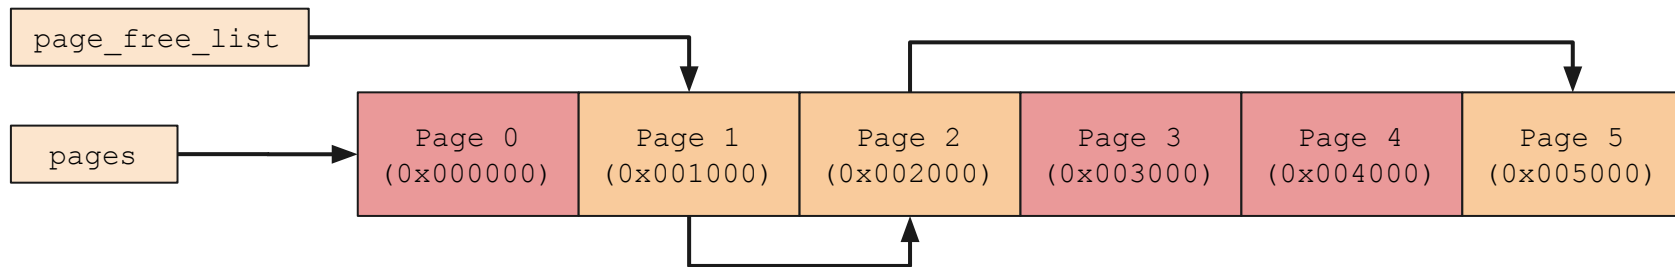 page_free_list
pages
Page 0
(0x000000)
Page 1
(0x001000)
Page 2
(0x002000)
Page 3
(0x003000)
Page 4
(0x004000)
Page 5
(0x005000)